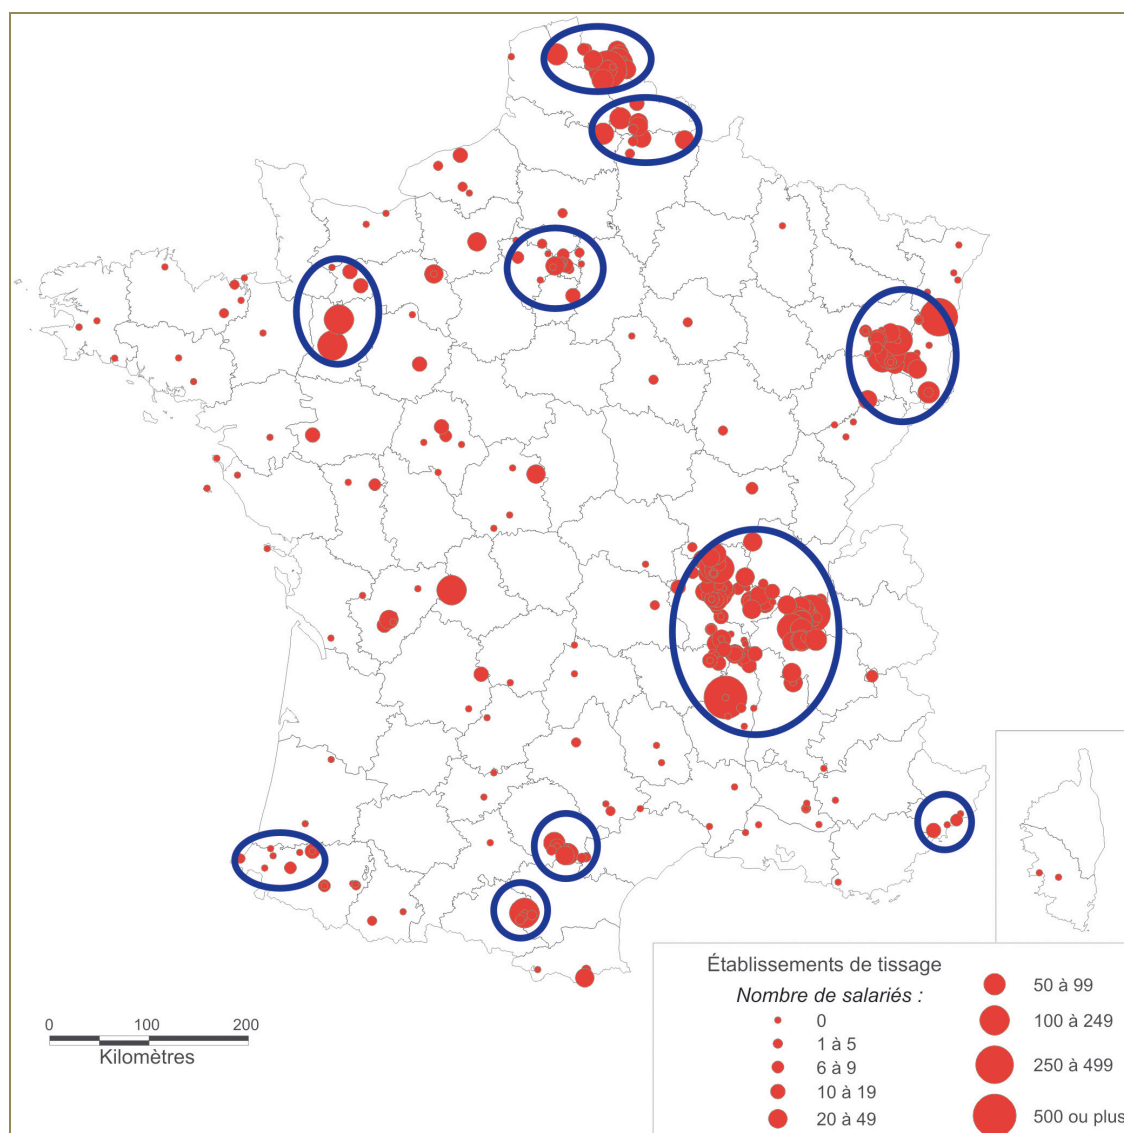 0 100 200
Kilomètres
Établissements de tissage
Nombre de salariés :
0
1 à 5
6 à 9
10 à 19
20 à 49
50 à 99
100 à 249
250 à 499
500 ou plus